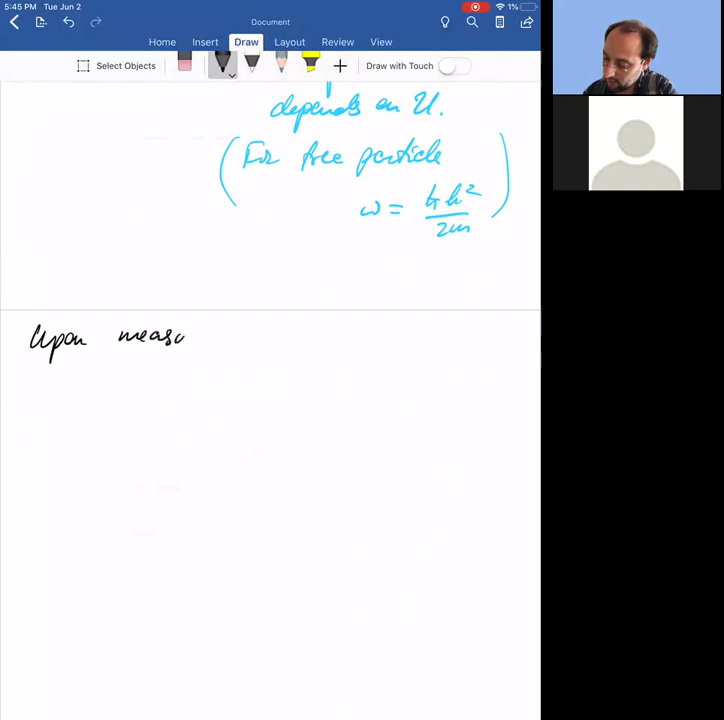 5:45 PM Tue Jun 2
1%
Document
Home Insert Draw Layout Review View
Select Objects
Draw with Touch
depends on U.
(For free particle
ω = ħk²/2m)
Upon meas